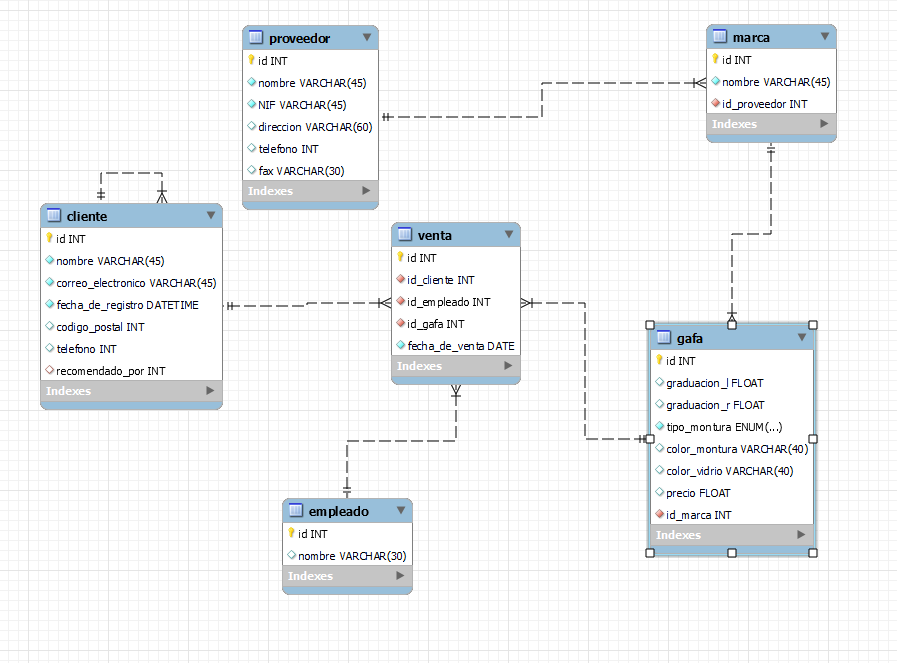 proveedor
id INT
nombre VARCHAR(45)
NIF VARCHAR(45)
direccion VARCHAR(60)
telefono INT
fax VARCHAR(30)
Indexes
marca
id INT
nombre VARCHAR(45)
id_proveedor INT
Indexes
cliente
id INT
nombre VARCHAR(45)
correo_electronico VARCHAR(45)
fecha_de_registro DATETIME
codigo_postal INT
telefono INT
recomendado_por INT
Indexes
venta
id INT
id_cliente INT
id_empleado INT
id_gafa INT
fecha_de_venta DATE
Indexes
gafa
id INT
graduacion_l FLOAT
graduacion_r FLOAT
tipo_montura ENUM(...)
color_montura VARCHAR(40)
color_vidrio VARCHAR(40)
precio FLOAT
id_marca INT
Indexes
empleado
id INT
nombre VARCHAR(30)
Indexes